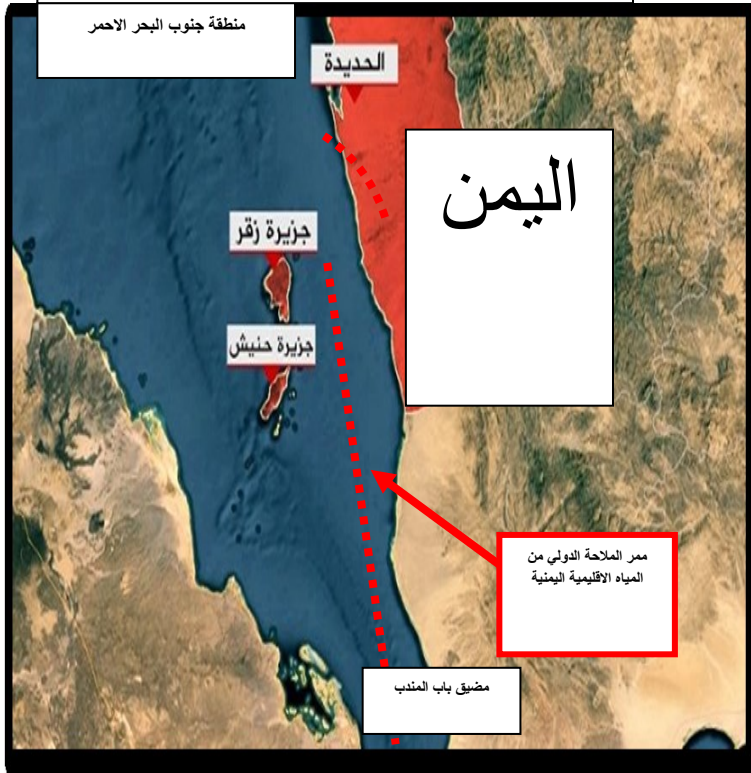 منطقة جنوب البحر الاحمر
الحديدة
اليمن
جزيرة زقر
جزيرة حنيش
ممر الملاحة الدولي من
المياه الاقليمية اليمنية
مضيق باب المندب